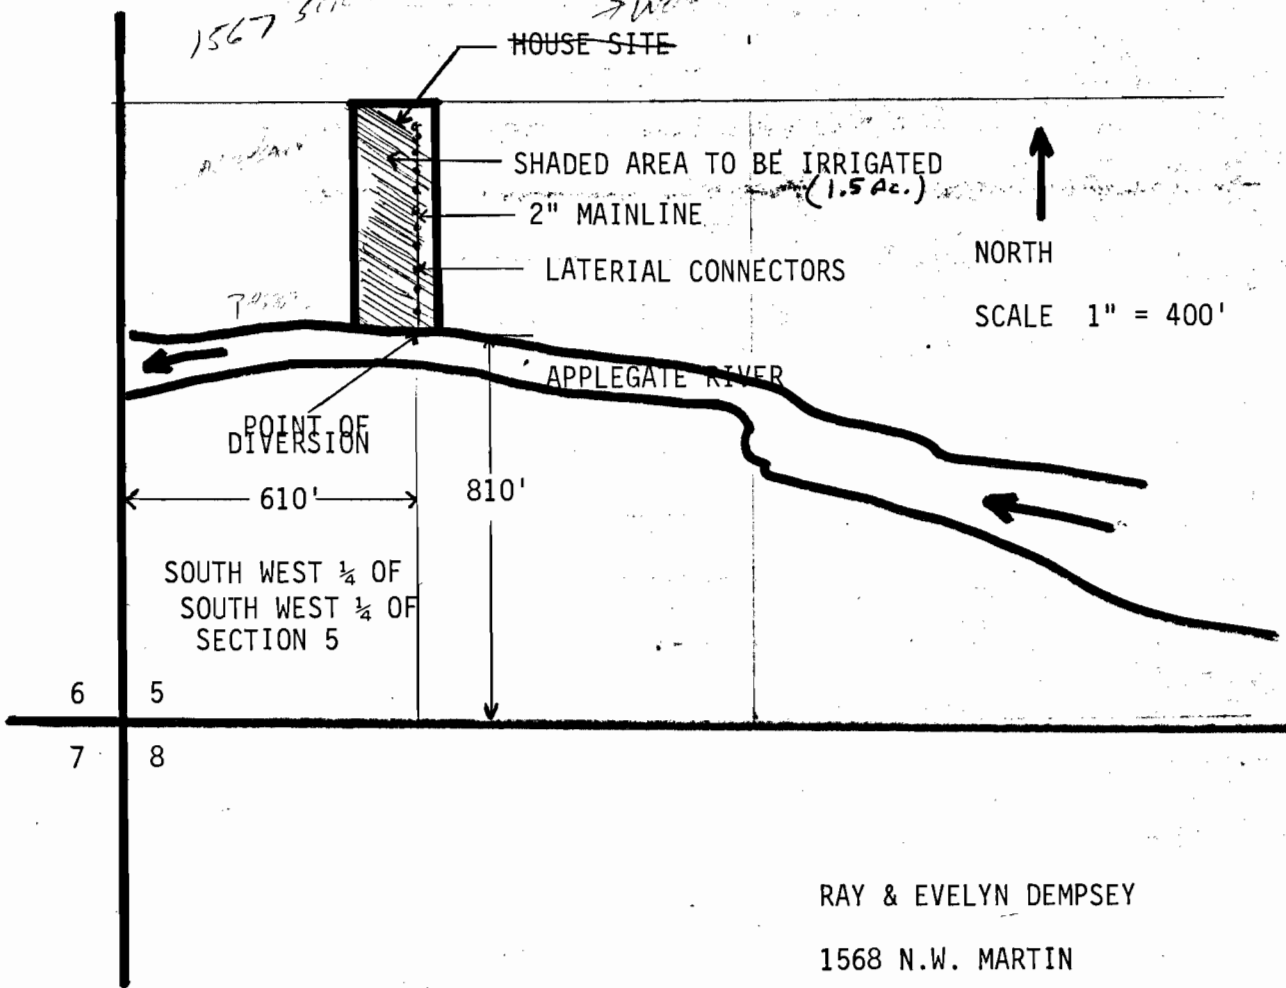 1567
HOUSE SITE
SHADED AREA TO BE IRRIGATED
(1.5 Ac.)
2" MAINLINE
LATERIAL CONNECTORS
NORTH
SCALE 1" = 400'
APPLEGATE RIVER
POINT OF
DIVERSION
610'
810'
SOUTH WEST ¼ OF
SOUTH WEST ¼ OF
SECTION 5
6 5
7 8
RAY & EVELYN DEMPSEY
1568 N.W. MARTIN